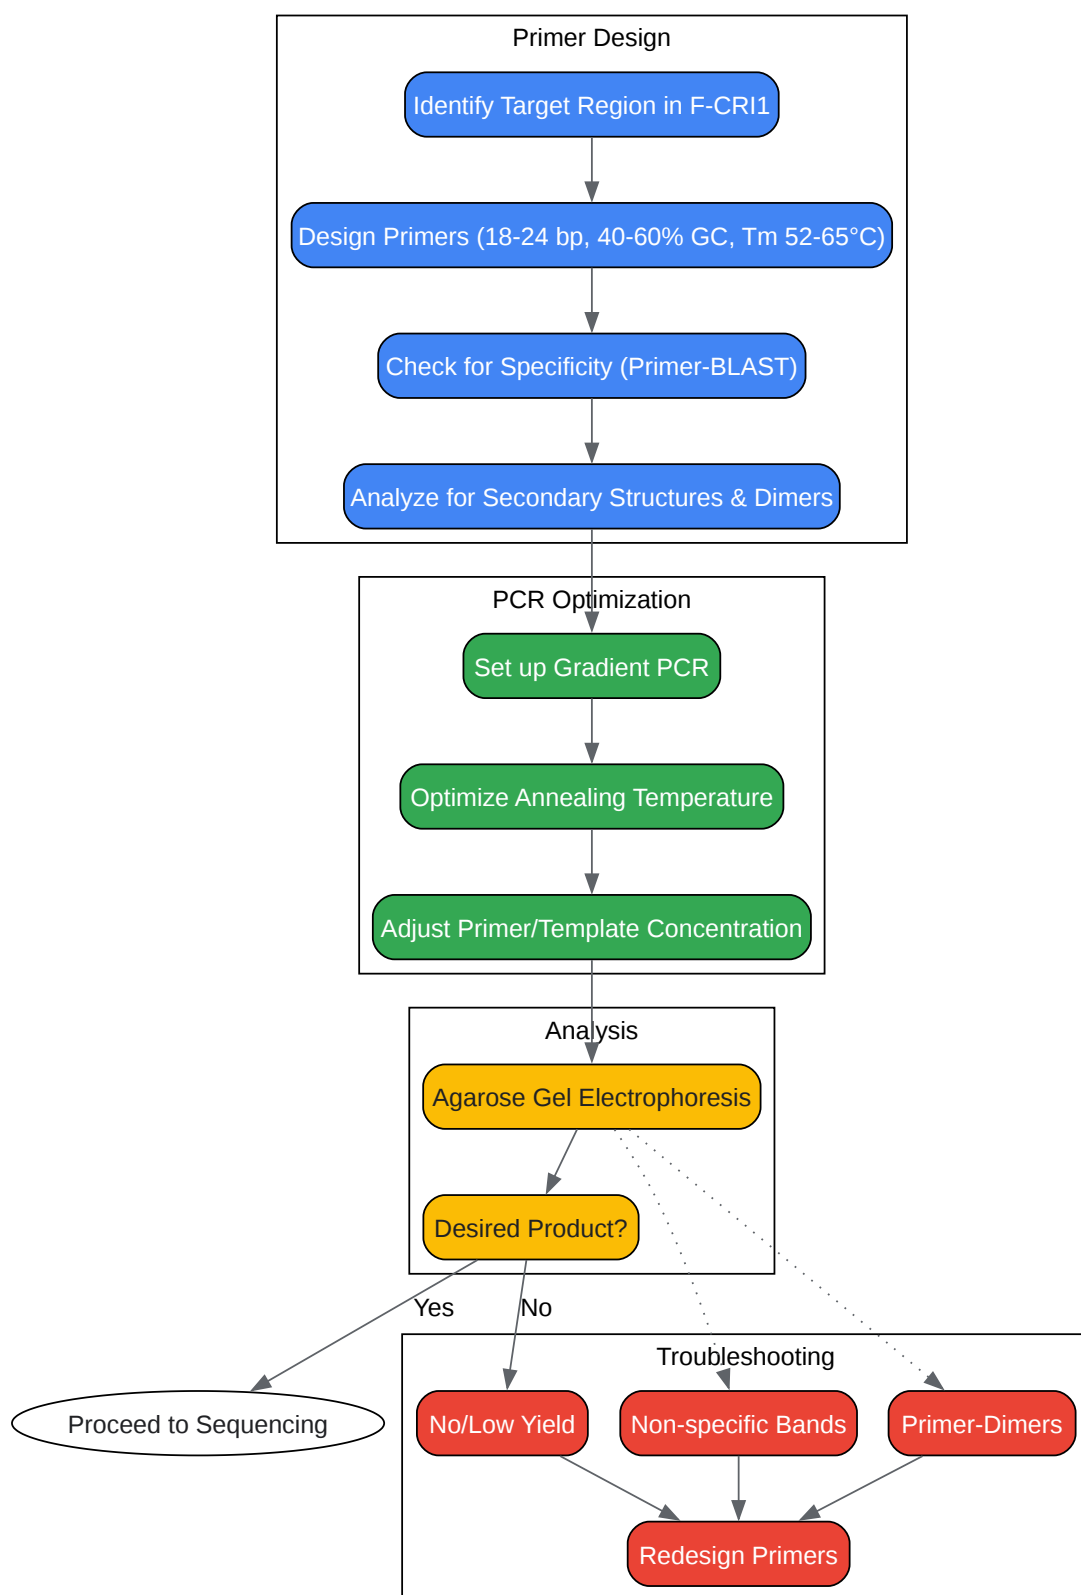 Primer Design
Identify Target Region in F-CRI1
Design Primers (18-24 bp, 40-60% GC, Tm 52-65°C)
Check for Specificity (Primer-BLAST)
Analyze for Secondary Structures & Dimers
PCR Optimization
Set up Gradient PCR
Optimize Annealing Temperature
Adjust Primer/Template Concentration
Analysis
Agarose Gel Electrophoresis
Desired Product?
Yes
No
Troubleshooting
Proceed to Sequencing
No/Low Yield
Non-specific Bands
Primer-Dimers
Redesign Primers